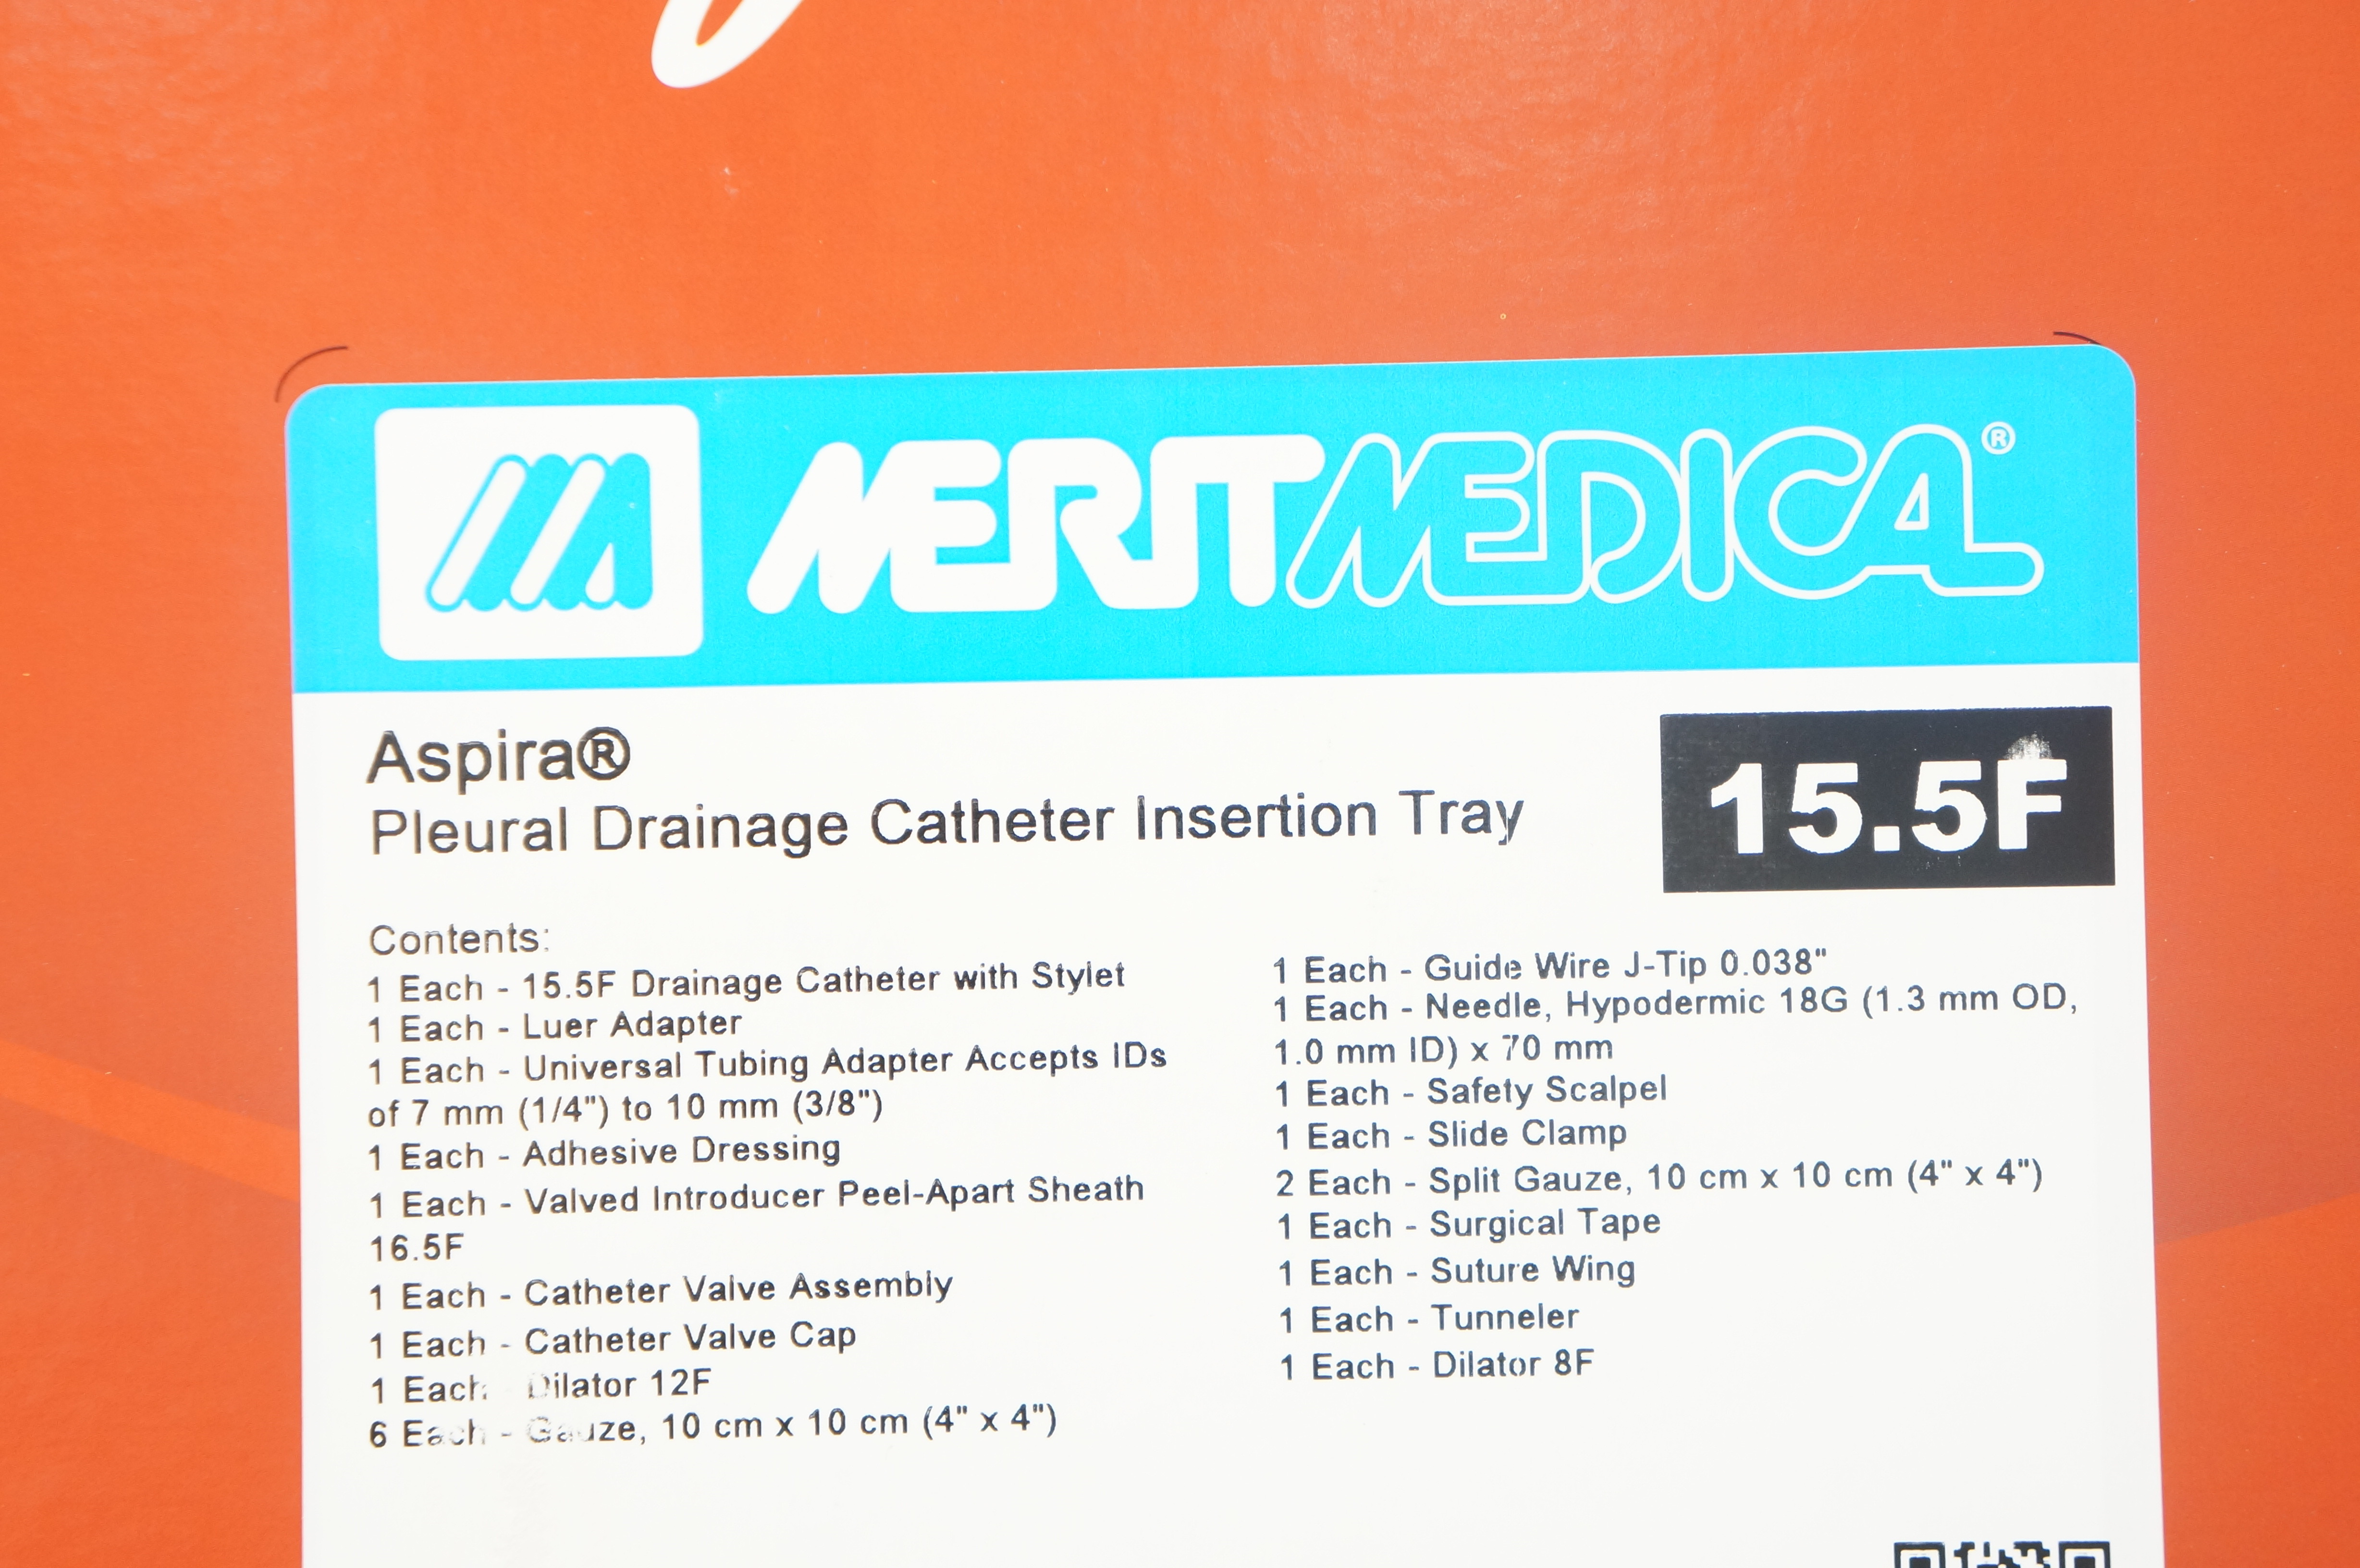 MERITMEDICAL®
Aspira®
Pleural Drainage Catheter Insertion Tray
15.5F
Contents:
1 Each - 15.5F Drainage Catheter with Stylet
1 Each - Luer Adapter
1 Each - Universal Tubing Adapter Accepts IDs
of 7 mm (1/4") to 10 mm (3/8")
1 Each - Adhesive Dressing
1 Each - Valved Introducer Peel-Apart Sheath
16.5F
1 Each - Catheter Valve Assembly
1 Each - Catheter Valve Cap
1 Each - Dilator 12F
6 Each - Gauze, 10 cm x 10 cm (4" x 4")
1 Each - Guide Wire J-Tip 0.038"
1 Each - Needle, Hypodermic 18G (1.3 mm OD,
1.0 mm ID) x 70 mm
1 Each - Safety Scalpel
1 Each - Slide Clamp
2 Each - Split Gauze, 10 cm x 10 cm (4" x 4")
1 Each - Surgical Tape
1 Each - Suture Wing
1 Each - Tunneler
1 Each - Dilator 8F